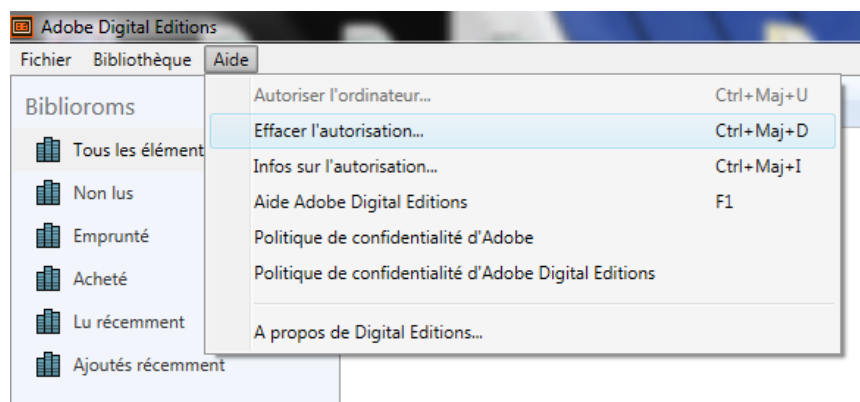 Adobe Digital Editions
Fichier Bibliothèque Aide
Biblioroms
Tous les élément
Non lus
Emprunté
Acheté
Lu récemment
Ajoutés récemment
Autoriser l'ordinateur... Ctrl+Maj+U
Effacer l'autorisation... Ctrl+Maj+D
Infos sur l'autorisation... Ctrl+Maj+I
Aide Adobe Digital Editions F1
Politique de confidentialité d'Adobe
Politique de confidentialité d'Adobe Digital Editions
A propos de Digital Editions...